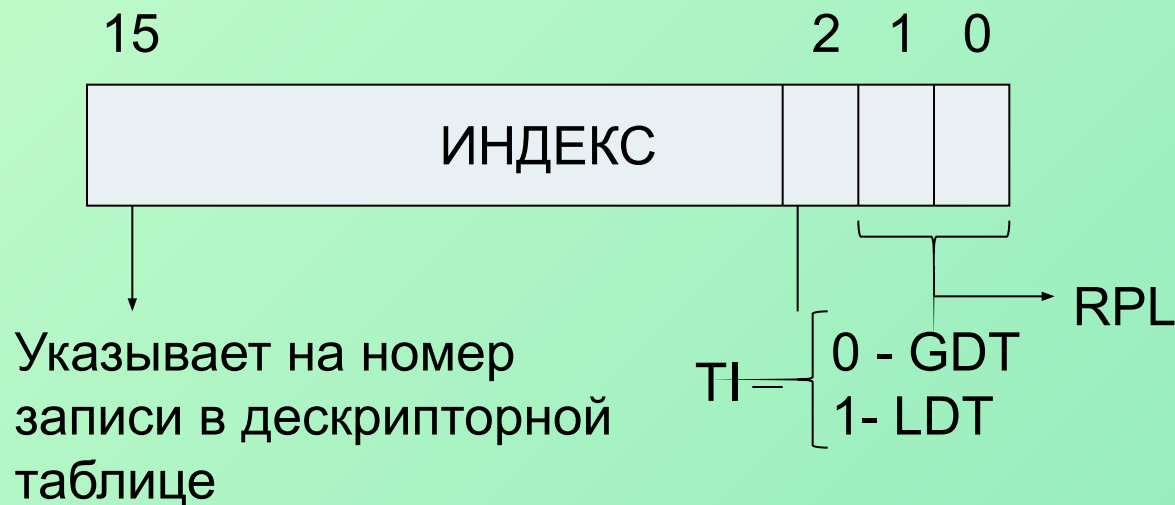 15 2 1 0
ИНДЕКС
RPL
Указывает на номер
записи в дескрипторной
таблице
TI –
0 - GDT
1- LDT